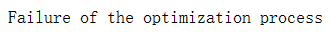 Failure of the optimization process